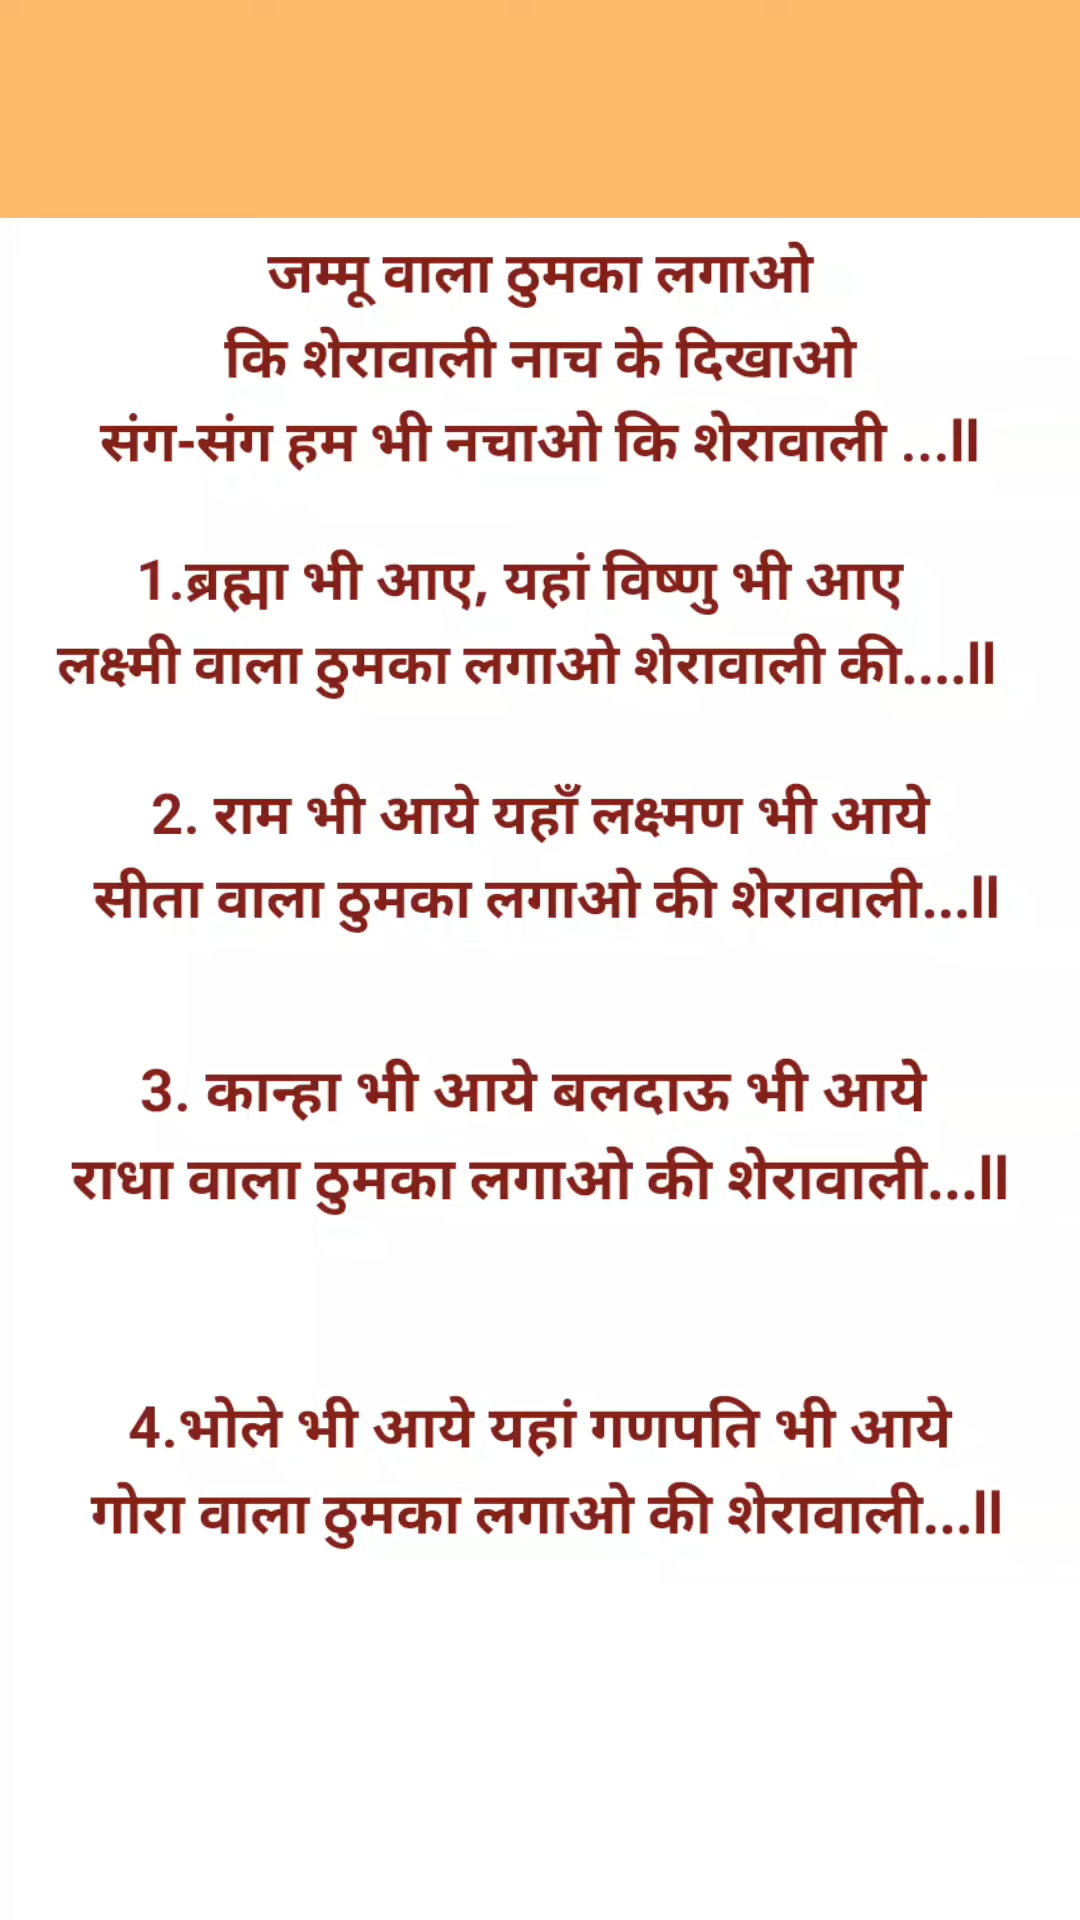 जम्मू वाला ठुमका लगाओ
कि शेरावाली नाच के दिखाओ
संग-संग हम भी नचाओ कि शेरावाली ...ll
1.ब्रह्मा भी आए, यहां विष्णु भी आए
लक्ष्मी वाला ठुमका लगाओ शेरावाली की....ll
2. राम भी आये यहाँ लक्ष्मण भी आये
सीता वाला ठुमका लगाओ की शेरावाली...ll
3. कान्हा भी आये बलदाऊ भी आये
राधा वाला ठुमका लगाओ की शेरावाली...ll
4.भोले भी आये यहां गणपति भी आये
गोरा वाला ठुमका लगाओ की शेरावाली...ll